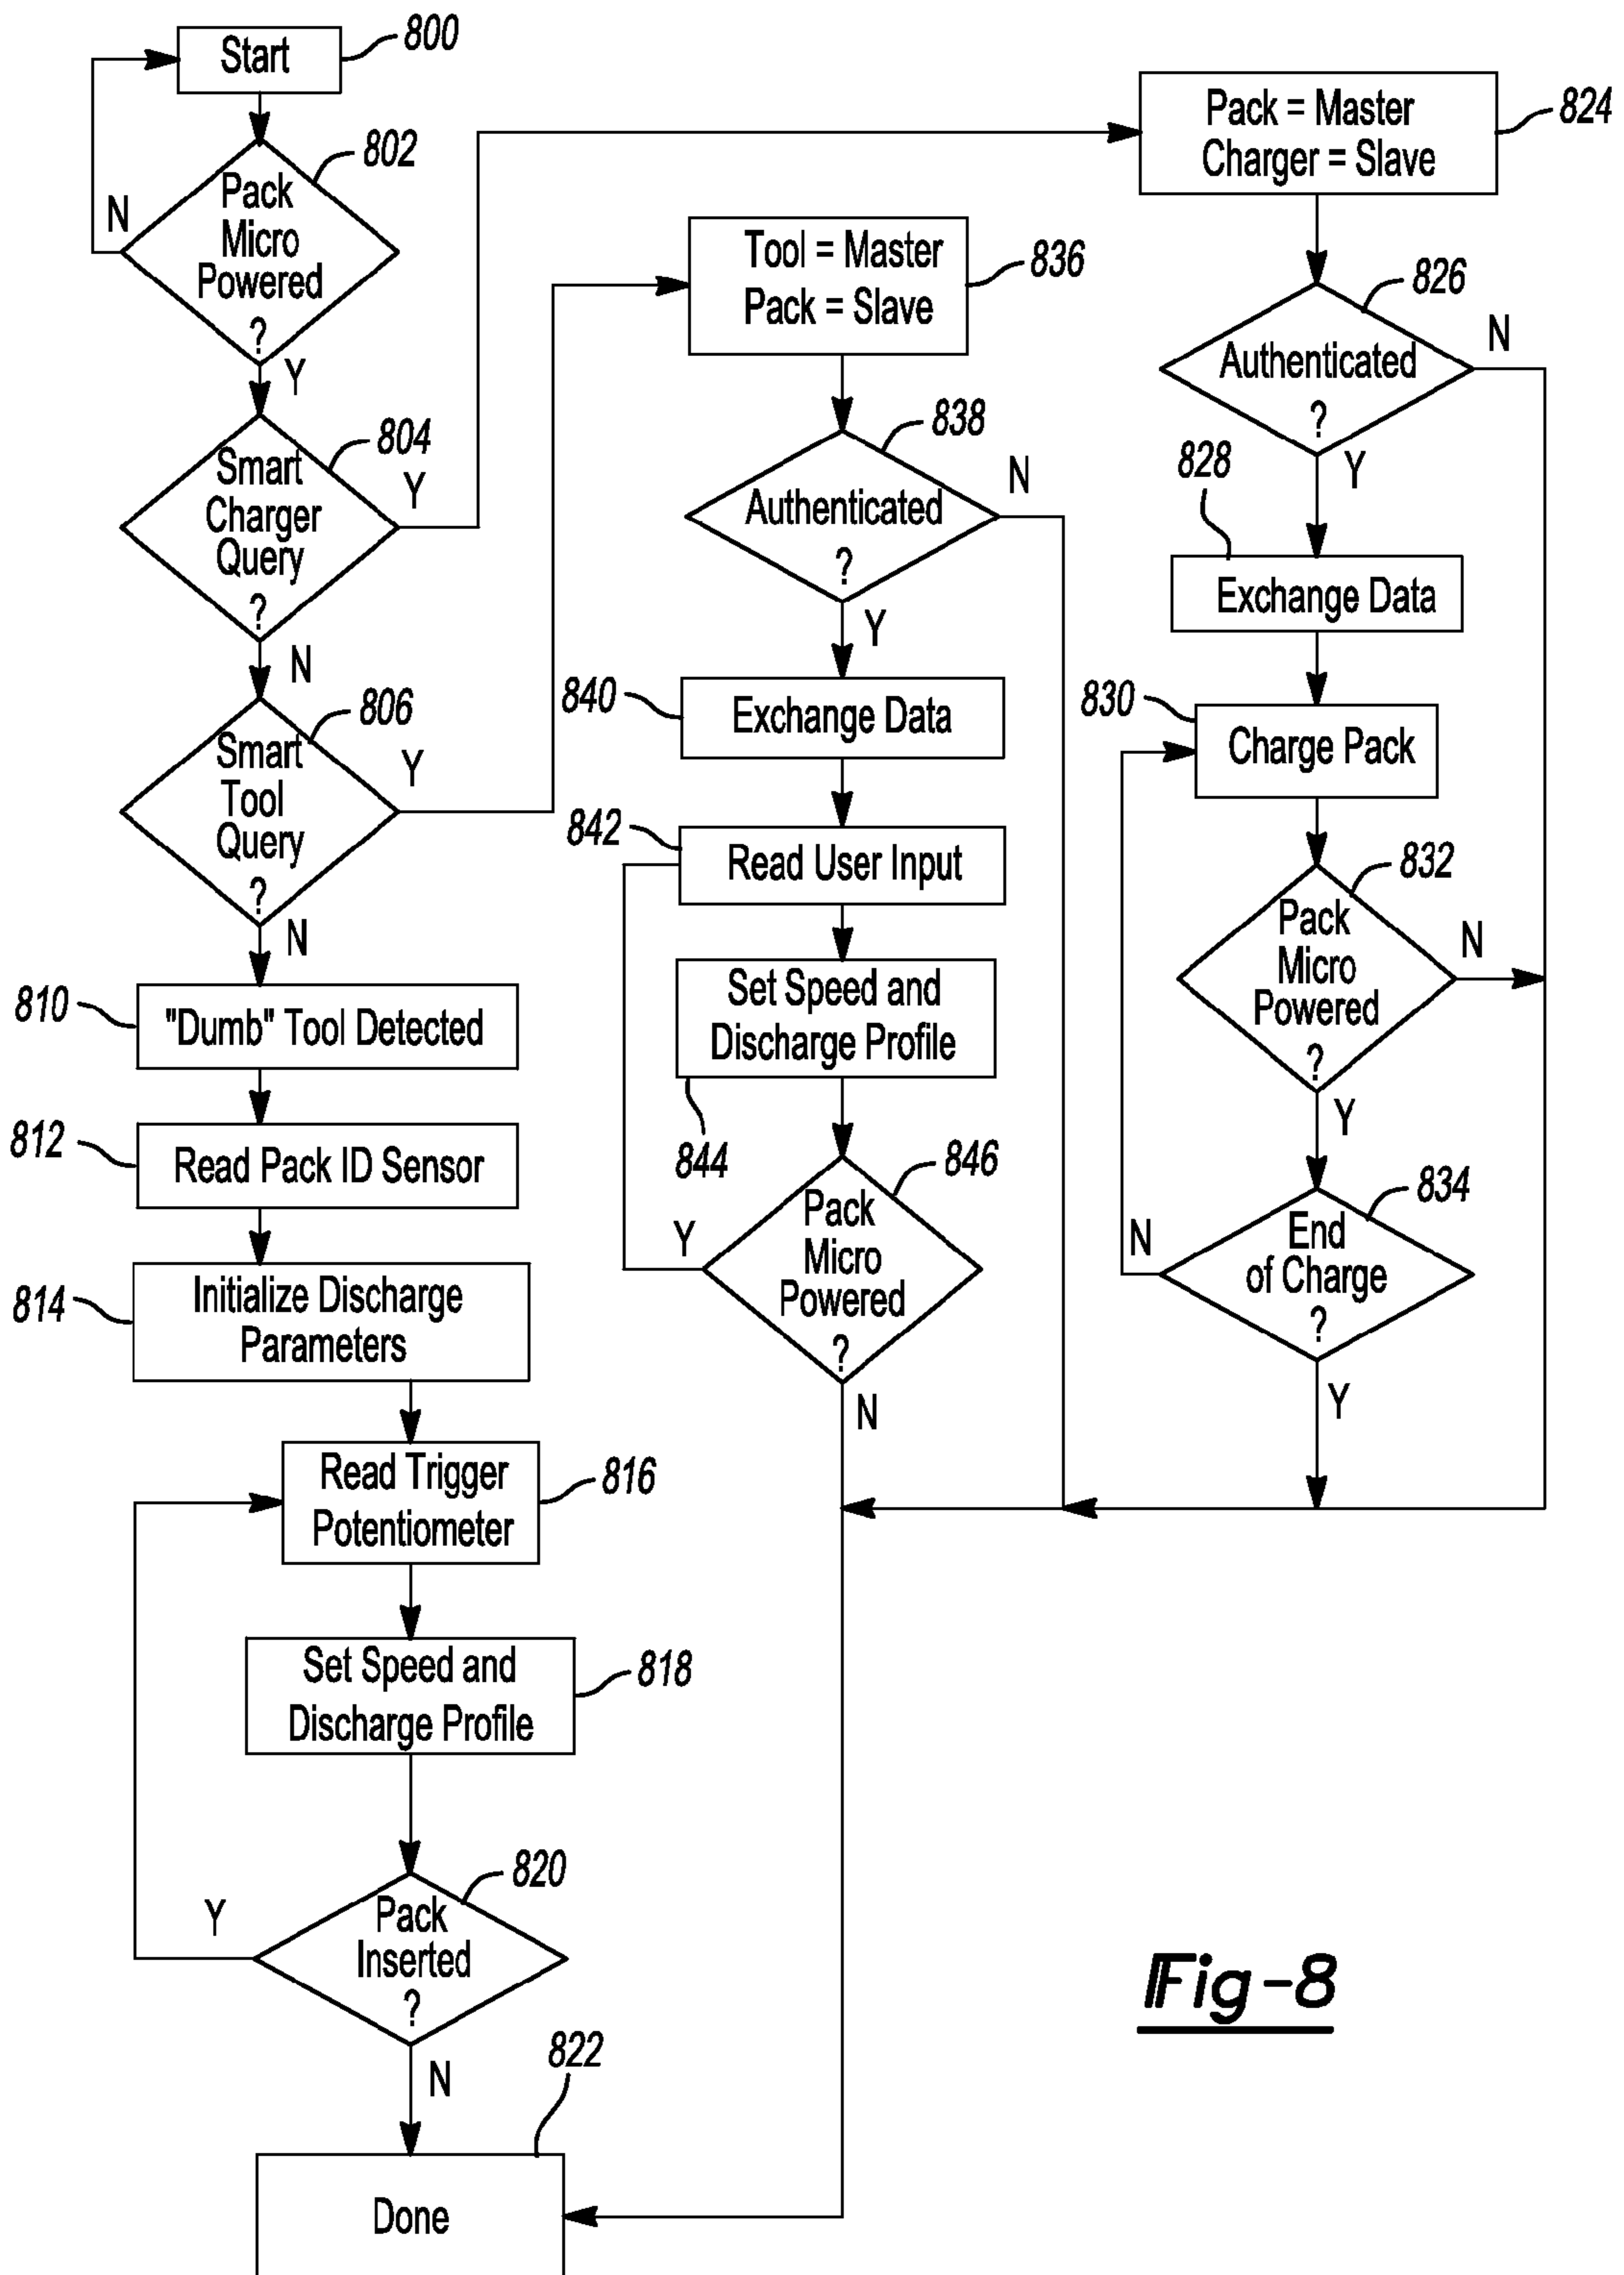 Start
800
802
Pack
Micro
Powered
?
N
Y
804
Smart
Charger
Query
?
Y
N
806
Smart
Tool
Query
?
Y
N
810
"Dumb" Tool Detected
812
Read Pack ID Sensor
814
Initialize Discharge
Parameters
Read Trigger
Potentiometer
816
Set Speed and
Discharge Profile
818
820
Pack
Inserted
?
Y
N
822
Done
Tool = Master
Pack = Slave
836
838
Authenticated
?
N
Y
840
Exchange Data
842
Read User Input
Set Speed and
Discharge Profile
844
846
Pack
Micro
Powered
?
Y
N
Pack = Master
Charger = Slave
824
826
Authenticated
?
N
Y
828
Exchange Data
830
Charge Pack
832
Pack
Micro
Powered
?
N
Y
834
End
of Charge
?
N
Y
Fig-8